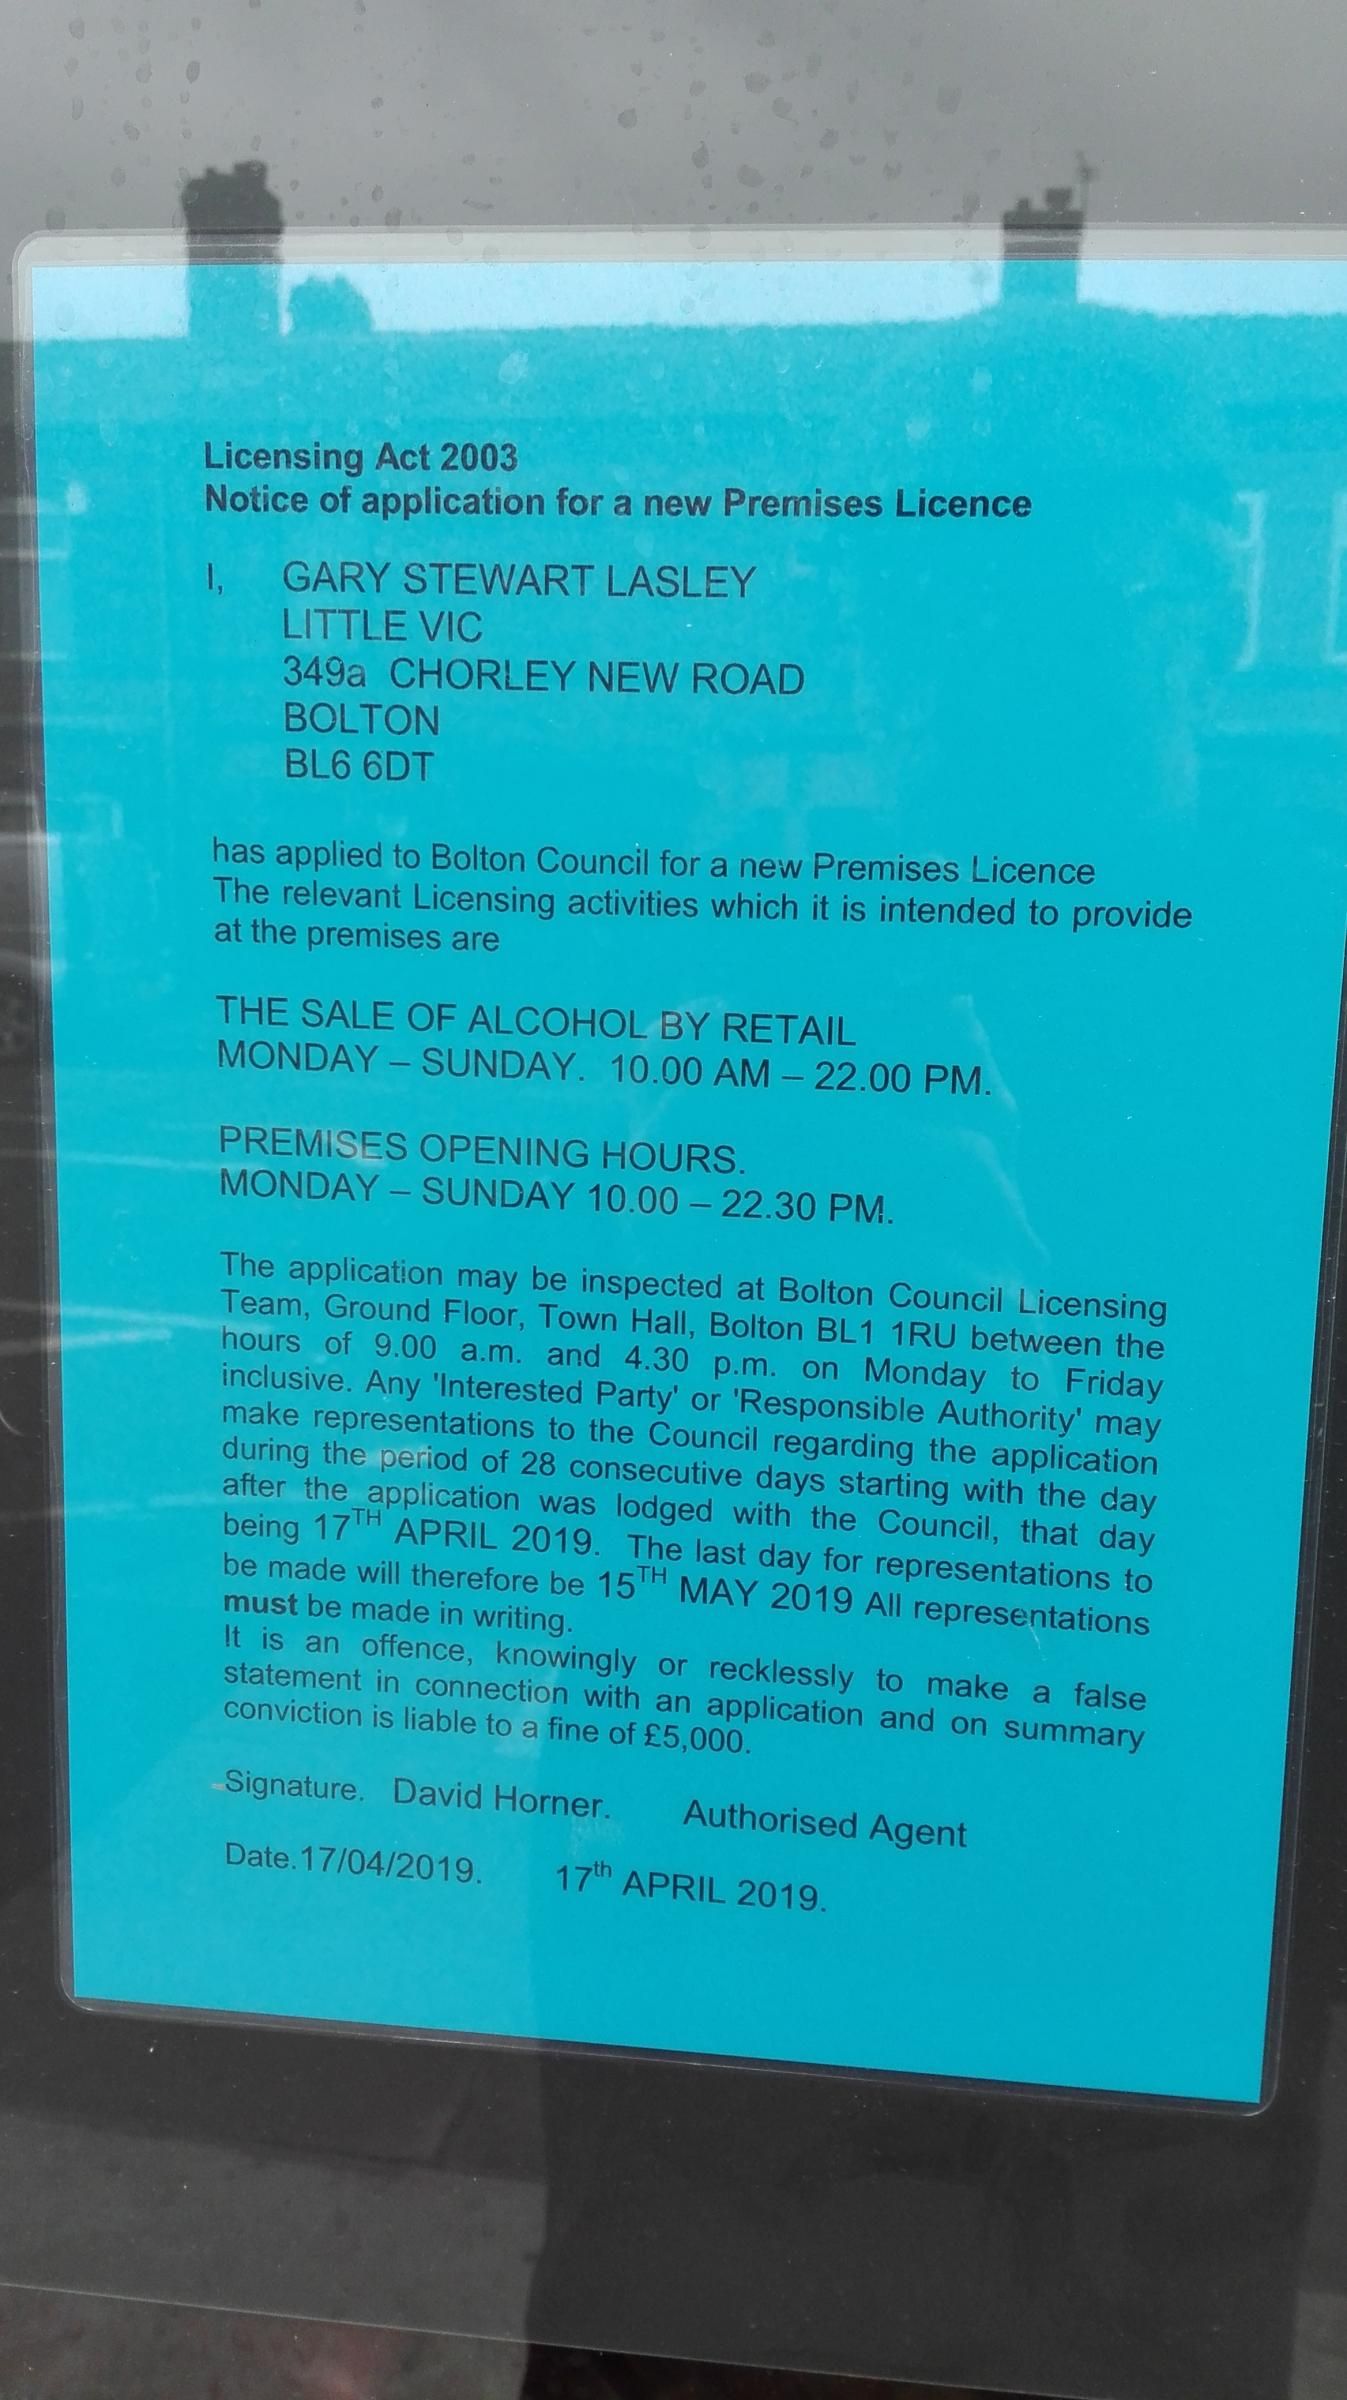 Licensing Act 2003
Notice of application for a new Premises Licence
I, GARY STEWART LASLEY
LITTLE VIC
349a CHORLEY NEW ROAD
BOLTON
BL6 6DT
has applied to Bolton Council for a new Premises Licence
The relevant Licensing activities which it is intended to provide
at the premises are
THE SALE OF ALCOHOL BY RETAIL
MONDAY – SUNDAY. 10.00 AM – 22.00 PM.
PREMISES OPENING HOURS.
MONDAY – SUNDAY 10.00 – 22.30 PM.
The application may be inspected at Bolton Council Licensing
Team, Ground Floor, Town Hall, Bolton BL1 1RU between the
hours of 9.00 a.m. and 4.30 p.m. on Monday to Friday
inclusive. Any 'Interested Party' or 'Responsible Authority' may
make representations to the Council regarding the application
during the period of 28 consecutive days starting with the day
after the application was lodged with the Council, that day
being 17TH APRIL 2019. The last day for representations to
be made will therefore be 15TH MAY 2019 All representations
must be made in writing.
It is an offence, knowingly or recklessly to make a false
statement in connection with an application and on summary
conviction is liable to a fine of £5,000.
Signature. David Horner. Authorised Agent
Date.17/04/2019. 17th APRIL 2019.